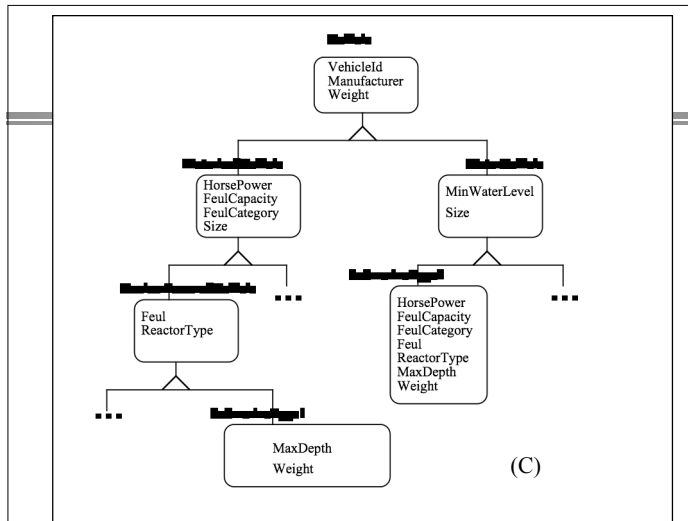 VehicleId
Manufacturer
Weight
HorsePower
FeulCapacity
FeulCategory
Size
MinWaterLevel
Size
Feul
ReactorType
HorsePower
FeulCapacity
FeulCategory
Feul
ReactorType
MaxDepth
Weight
MaxDepth
Weight
(C)